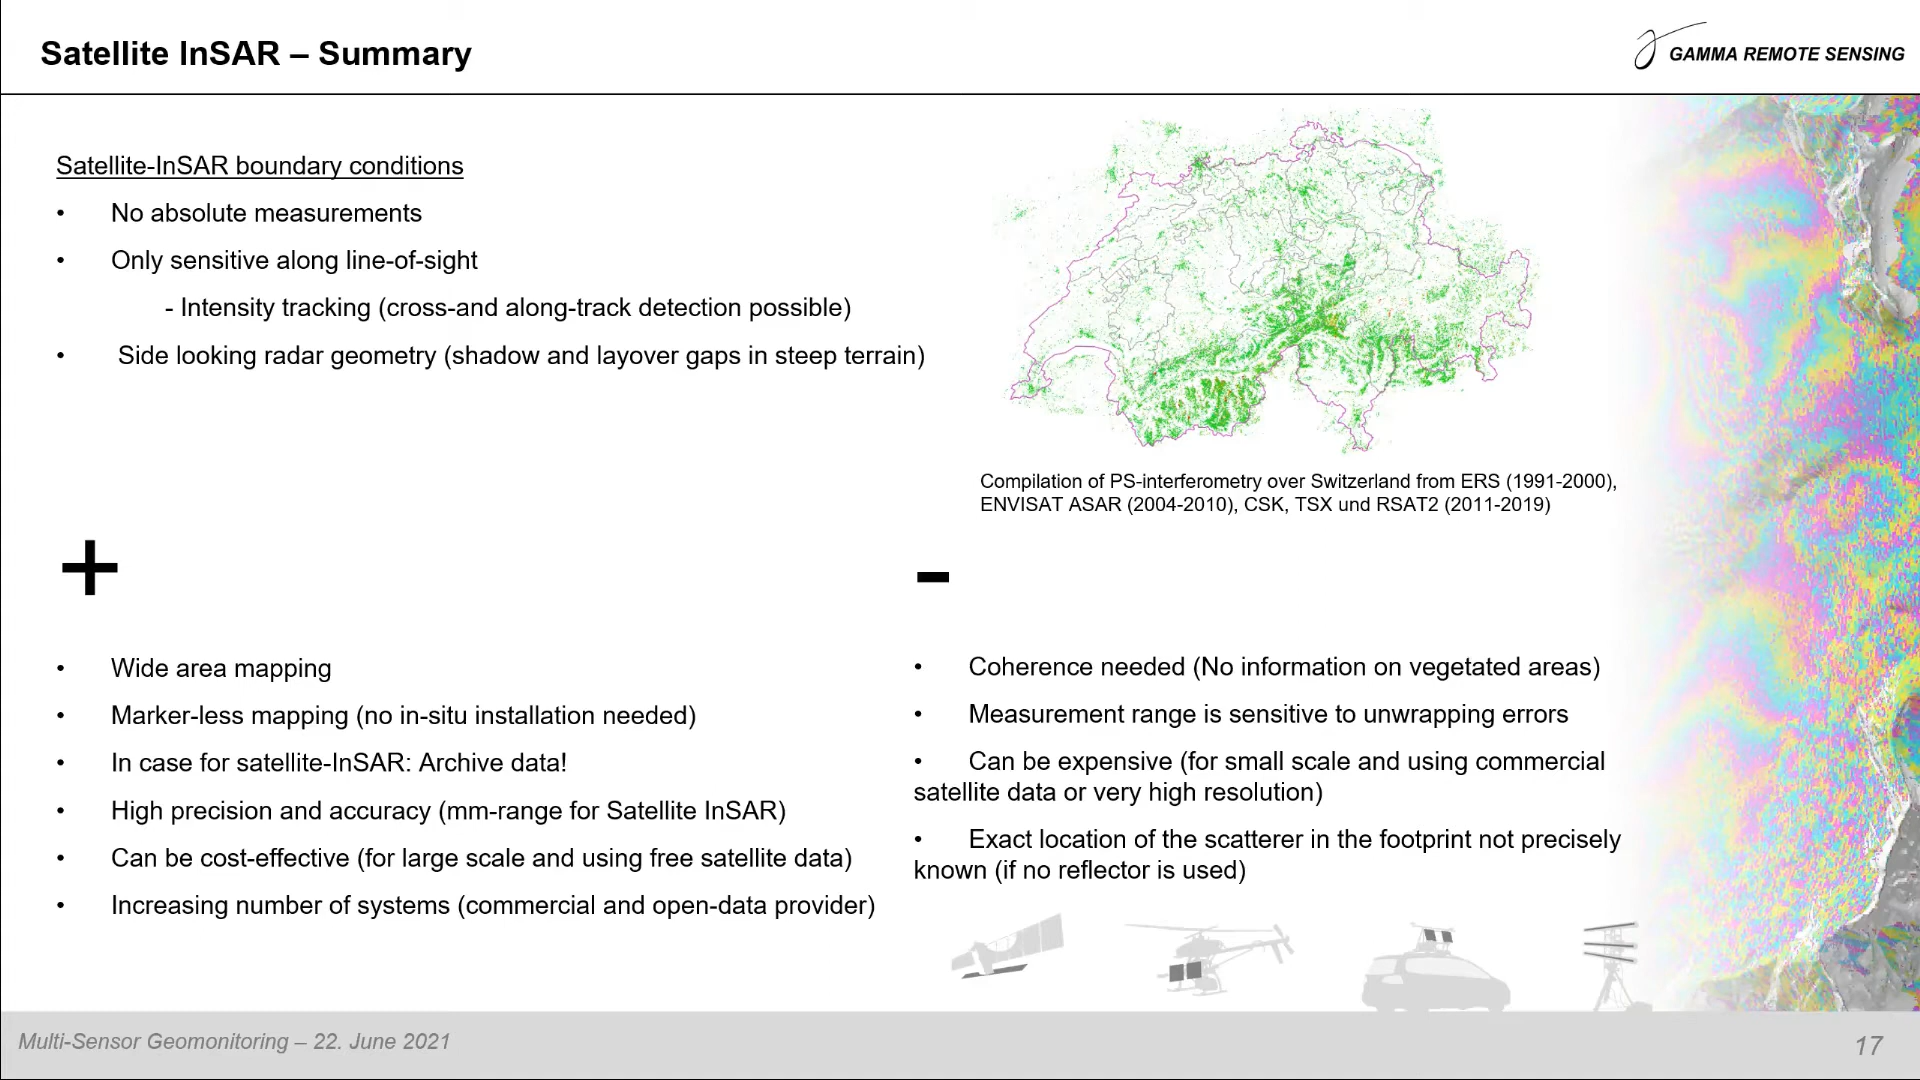 Satellite InSAR – Summary
GAMMA REMOTE SENSING
Satellite-InSAR boundary conditions
• No absolute measurements
• Only sensitive along line-of-sight
- Intensity tracking (cross-and along-track detection possible)
• Side looking radar geometry (shadow and layover gaps in steep terrain)
Compilation of PS-interferometry over Switzerland from ERS (1991-2000),
ENVISAT ASAR (2004-2010), CSK, TSX und RSAT2 (2011-2019)
+
• Wide area mapping
• Marker-less mapping (no in-situ installation needed)
• In case for satellite-InSAR: Archive data!
• High precision and accuracy (mm-range for Satellite InSAR)
• Can be cost-effective (for large scale and using free satellite data)
• Increasing number of systems (commercial and open-data provider)
-
• Coherence needed (No information on vegetated areas)
• Measurement range is sensitive to unwrapping errors
• Can be expensive (for small scale and using commercial
satellite data or very high resolution)
• Exact location of the scatterer in the footprint not precisely
known (if no reflector is used)
Multi-Sensor Geomonitoring – 22. June 2021
17